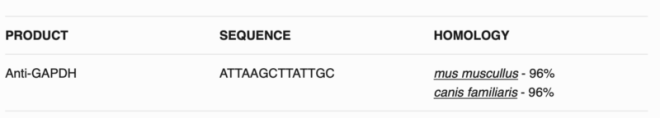 PRODUCT SEQUENCE HOMOLOGY
Anti-GAPDH ATTAAGCTTATTGC mus muscullus - 96%
canis familiaris - 96%